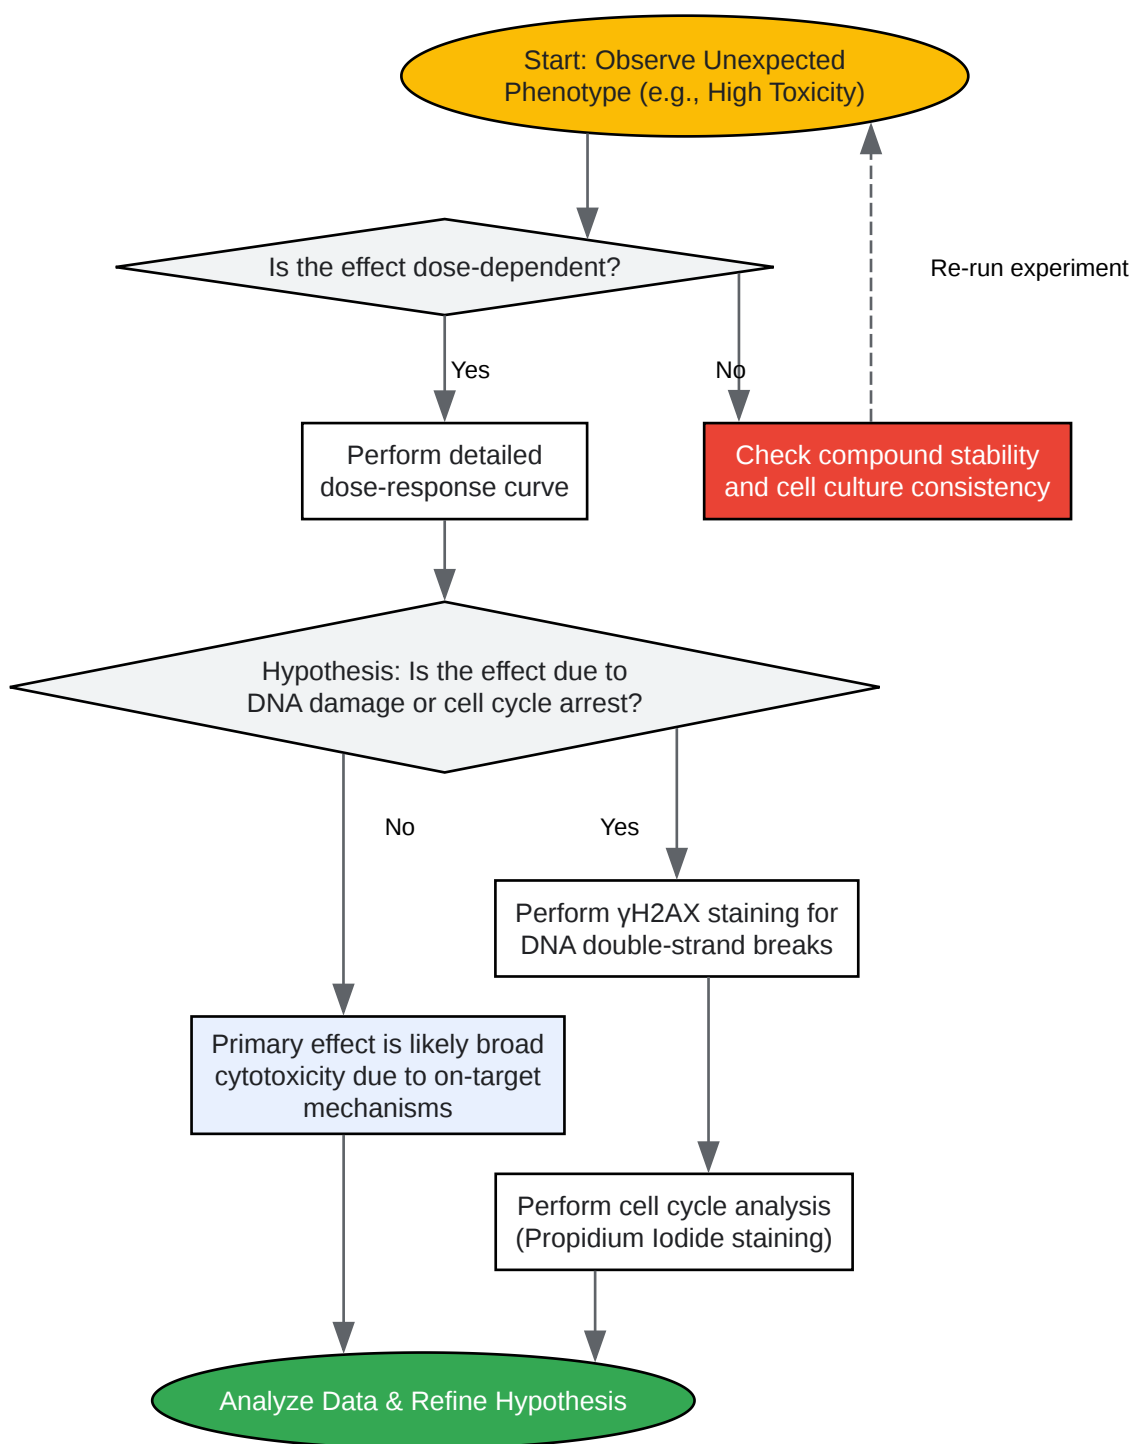 Start: Observe Unexpected
Phenotype (e.g., High Toxicity)
Is the effect dose-dependent?
Re-run experiment
Yes
No
Perform detailed
dose-response curve
Check compound stability
and cell culture consistency
Hypothesis: Is the effect due to
DNA damage or cell cycle arrest?
No
Yes
Perform γH2AX staining for
DNA double-strand breaks
Primary effect is likely broad
cytotoxicity due to on-target
mechanisms
Perform cell cycle analysis
(Propidium Iodide staining)
Analyze Data & Refine Hypothesis